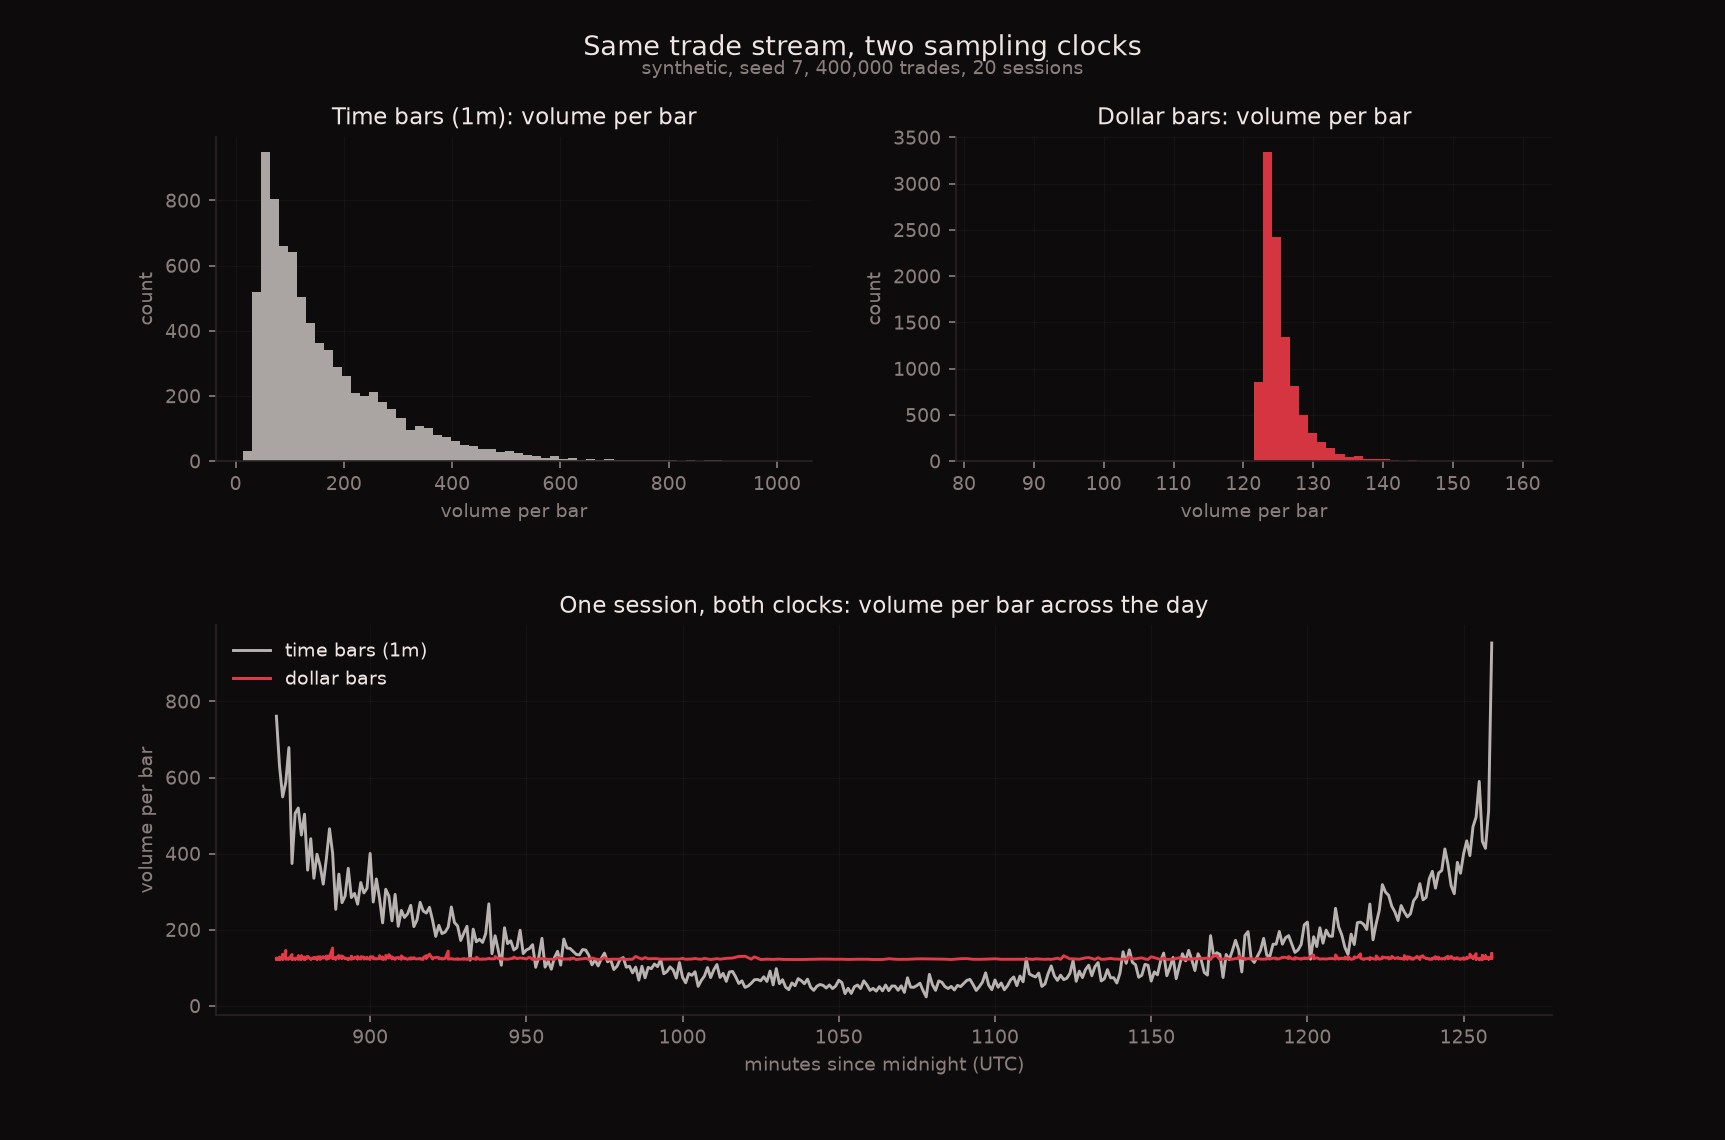 Same trade stream, two sampling clocks
synthetic, seed 7, 400,000 trades, 20 sessions
Time bars (1m): volume per bar
count
800
600
400
200
0
0 200 400 600 800 1000
volume per bar
Dollar bars: volume per bar
count
3500
3000
2500
2000
1500
1000
500
0
80 90 100 110 120 130 140 150 160
volume per bar
One session, both clocks: volume per bar across the day
time bars (1m)
dollar bars
volume per bar
800
600
400
200
0
900 950 1000 1050 1100 1150 1200 1250
minutes since midnight (UTC)